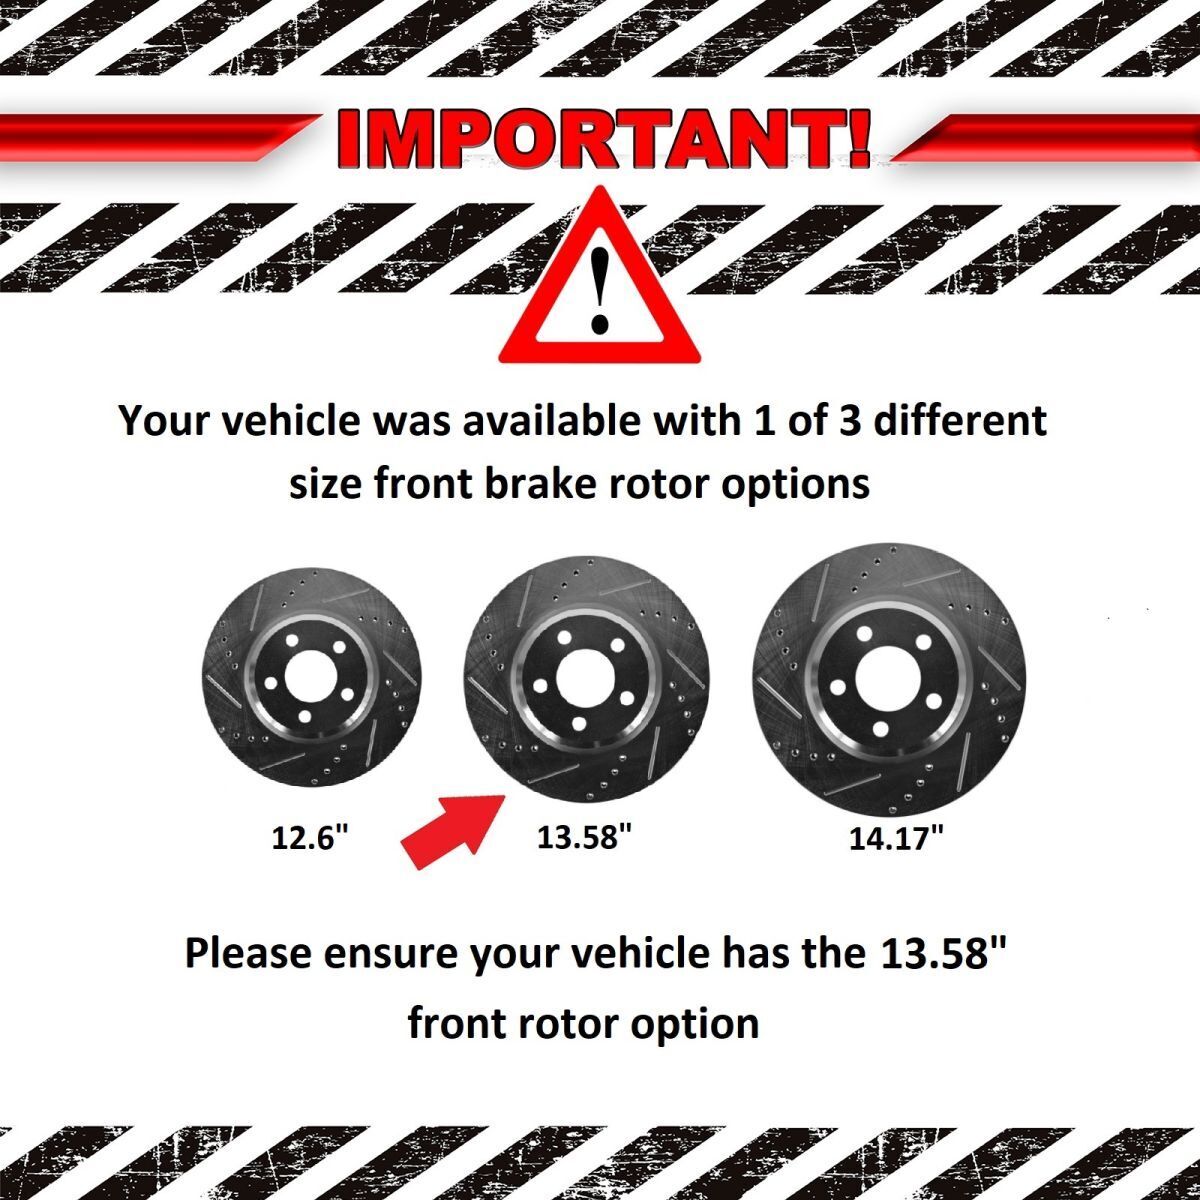 IMPORTANT!
!
Your vehicle was available with 1 of 3 different
size front brake rotor options
12.6"
13.58"
14.17"
Please ensure your vehicle has the 13.58"
front rotor option